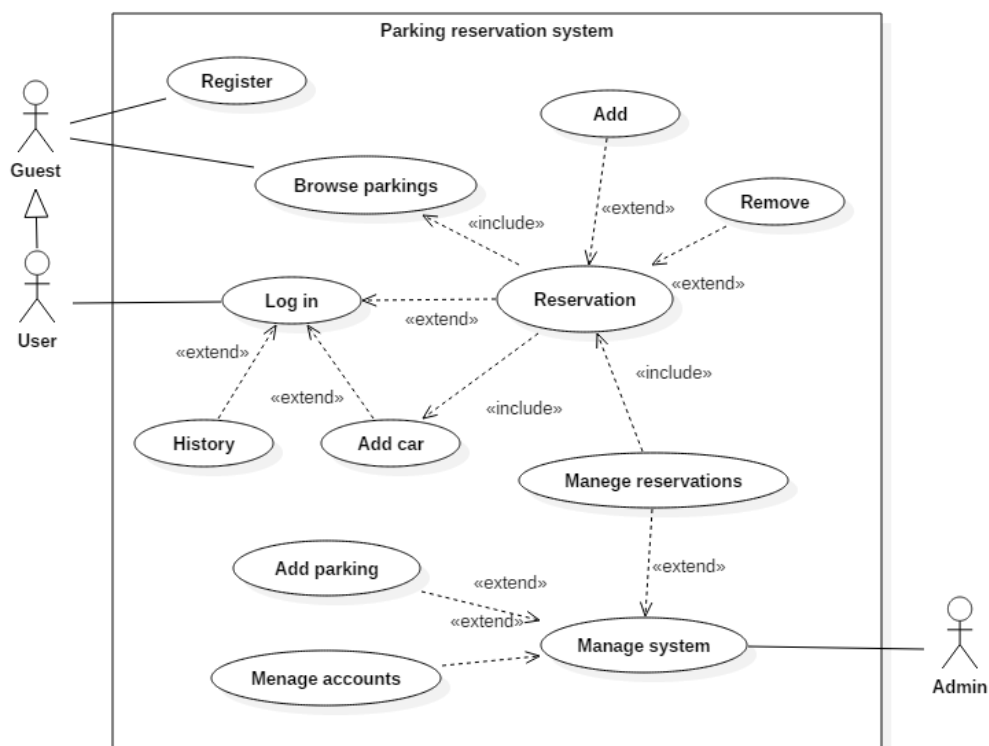 Parking reservation system
Register
Add
Guest
Browse parkings
Remove
«include»
«extend»
«extend»
Log in
Reservation
«extend»
User
«extend»
«include»
«extend»
«include»
History
Add car
Manege reservations
Add parking
«extend»
«extend»
«extend»
Manage system
Menage accounts
Admin